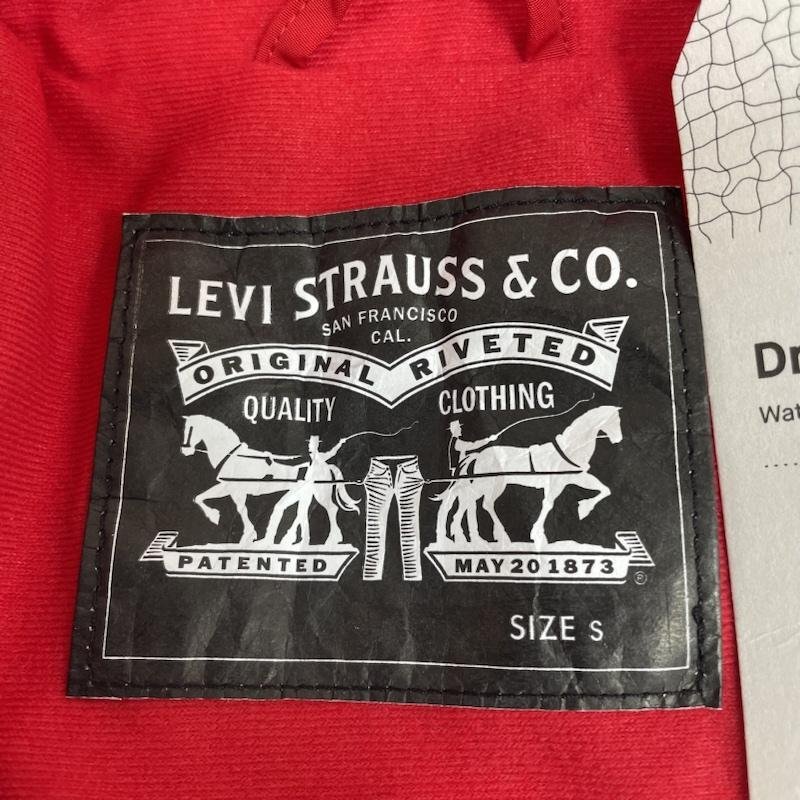 LEVI STRAUSS & CO.
SAN FRANCISCO
CAL.
ORIGINAL RIVETED
QUALITY CLOTHING
PATENTED MAY 20 1873
®
SIZE S